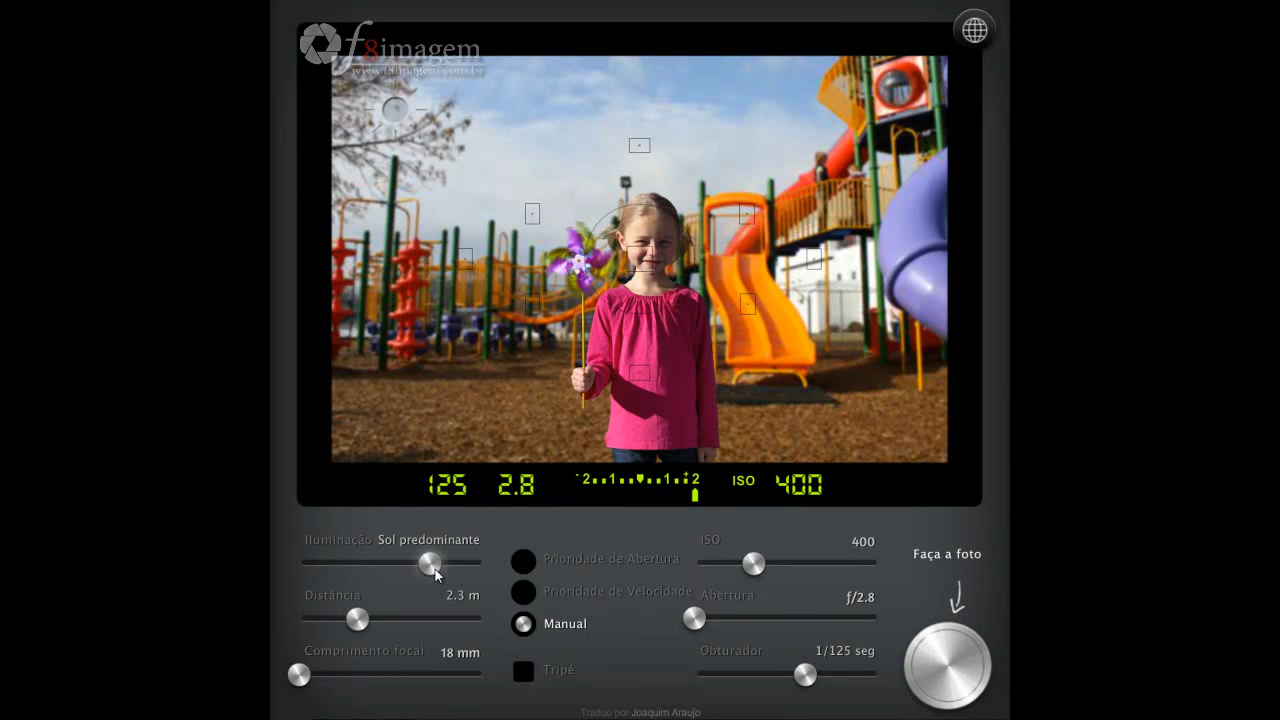 f8imagem
www.f8imagem.com.br
125 2.8 -2..1..▼..1..+2 ISO 400
Iluminação Sol predominante
Distância 2.3 m
Comprimento focal 18 mm
Prioridade de Abertura
Prioridade de Velocidade
Manual
Tripé
ISO 400
Abertura ƒ/2.8
Obturador 1/125 seg
Faça a foto
Traduo por Joaquim Araujo